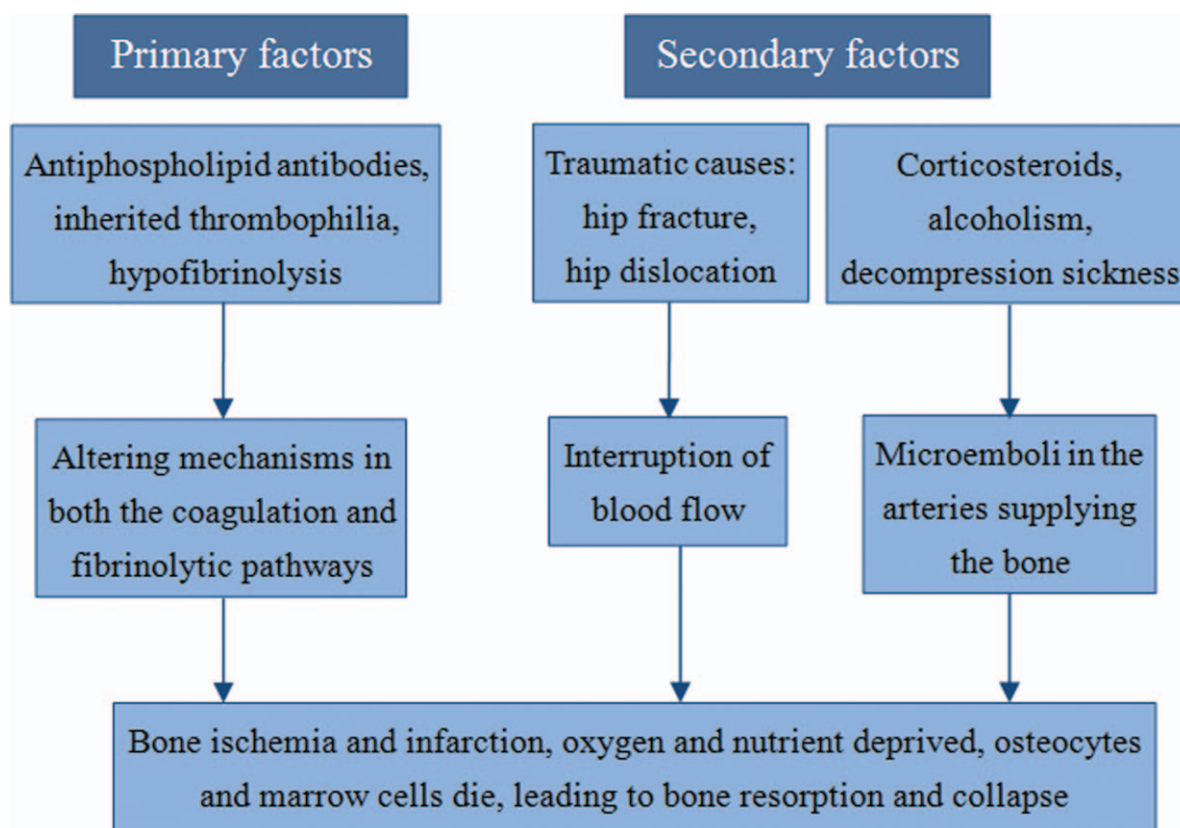 Primary factors
Secondary factors
Antiphospholipid antibodies,
inherited thrombophilia,
hypofibrinolysis
Traumatic causes:
hip fracture,
hip dislocation
Corticosteroids,
alcoholism,
decompression sickness
Altering mechanisms in
both the coagulation and
fibrinolytic pathways
Interruption of
blood flow
Microemboli in the
arteries supplying
the bone
Bone ischemia and infarction, oxygen and nutrient deprived, osteocytes
and marrow cells die, leading to bone resorption and collapse